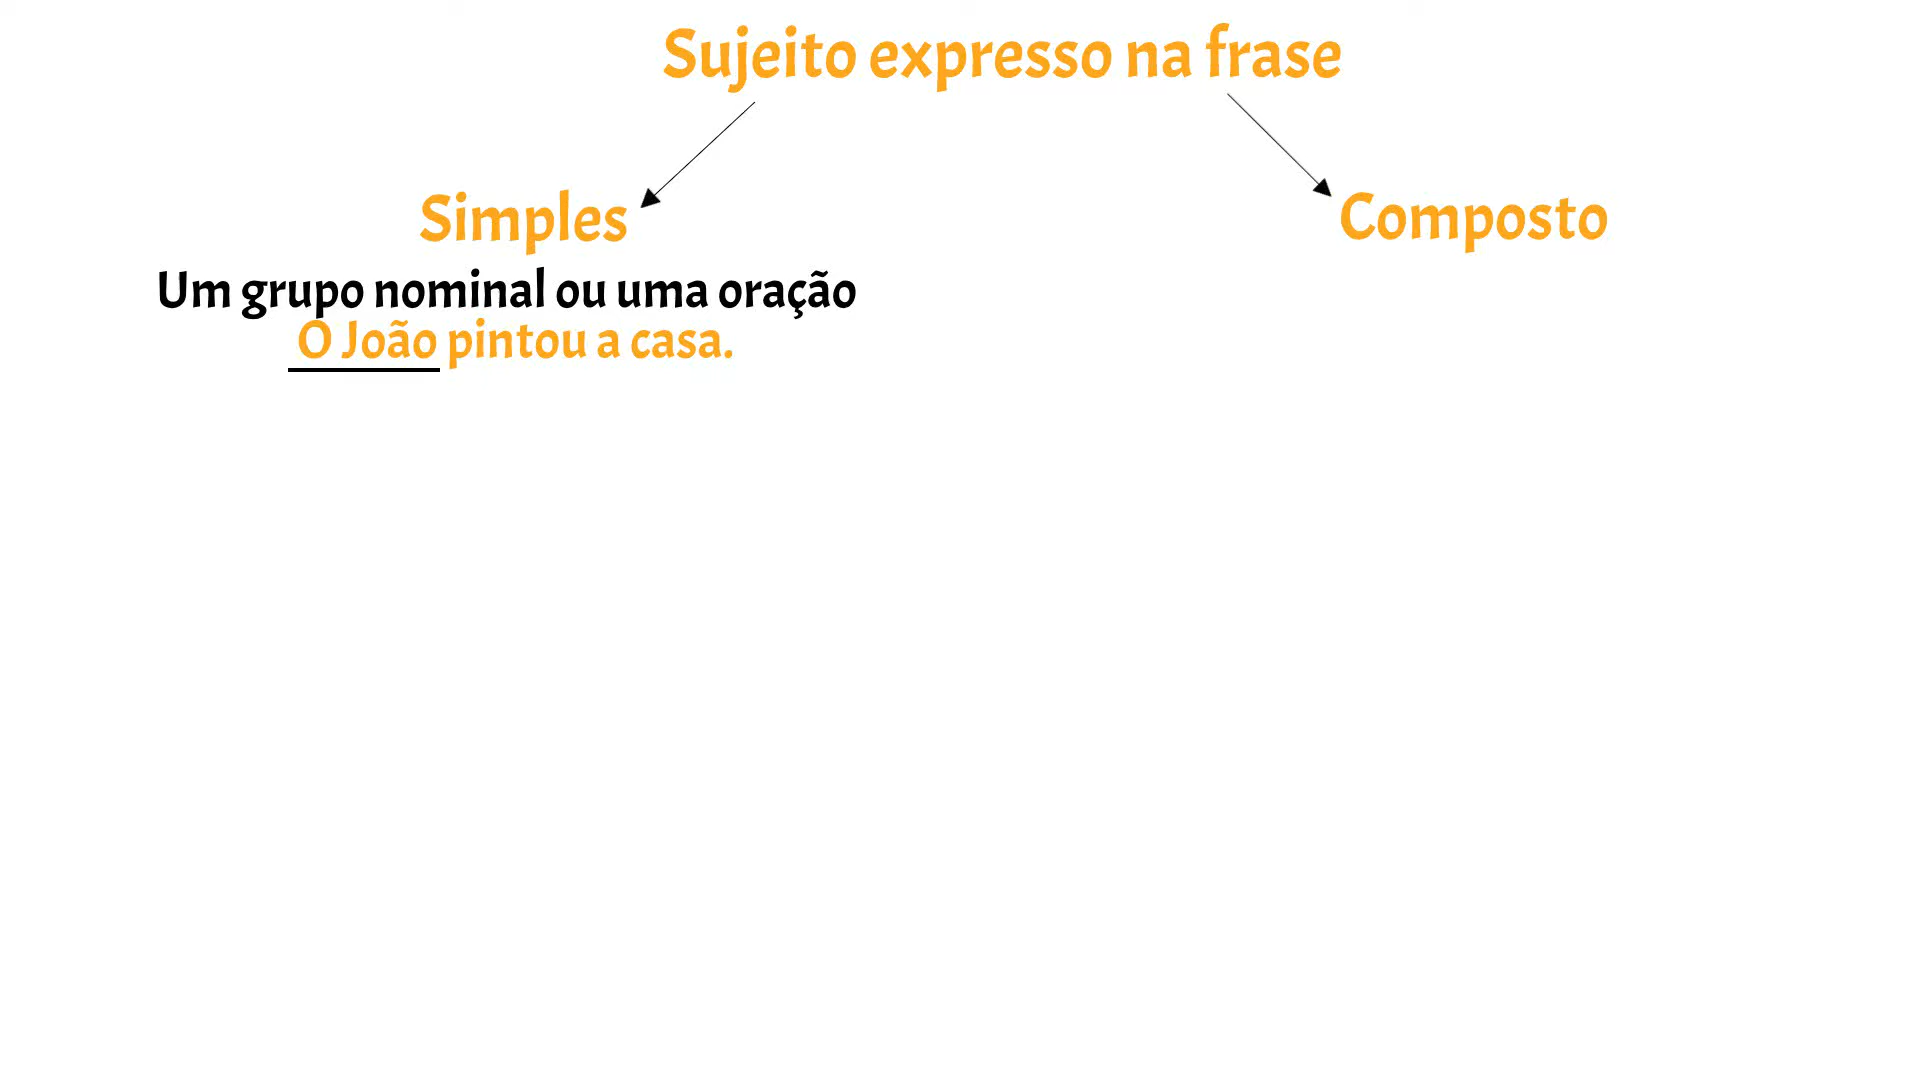 Sujeito expresso na frase
Simples
Composto
Um grupo nominal ou uma oração
O João pintou a casa.